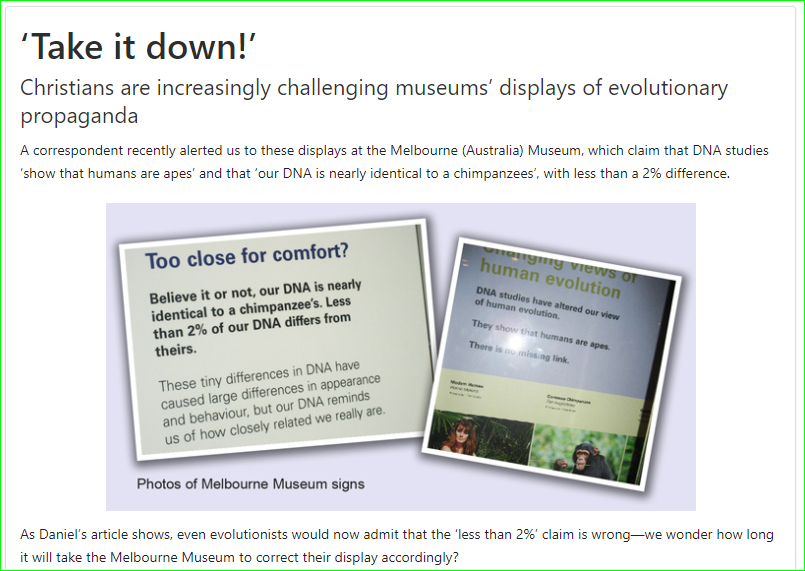 ‘Take it down!’
Christians are increasingly challenging museums’ displays of evolutionary
propaganda
A correspondent recently alerted us to these displays at the Melbourne (Australia) Museum, which claim that DNA studies
‘show that humans are apes’ and that ‘our DNA is nearly identical to a chimpanzees’, with less than a 2% difference.
Too close for comfort?
Believe it or not, our DNA is nearly
identical to a chimpanzee's. Less
than 2% of our DNA differs from
theirs.
These tiny differences in DNA have
caused large differences in appearance
and behaviour, but our DNA reminds
us of how closely related we really are.
Changing views of
human evolution
DNA studies have altered our view
of human evolution.
They show that humans are apes.
There is no missing link.
Modern Human
Common Chimpanzee
Photos of Melbourne Museum signs
As Daniel’s article shows, even evolutionists would now admit that the ‘less than 2%’ claim is wrong—we wonder how long
it will take the Melbourne Museum to correct their display accordingly?